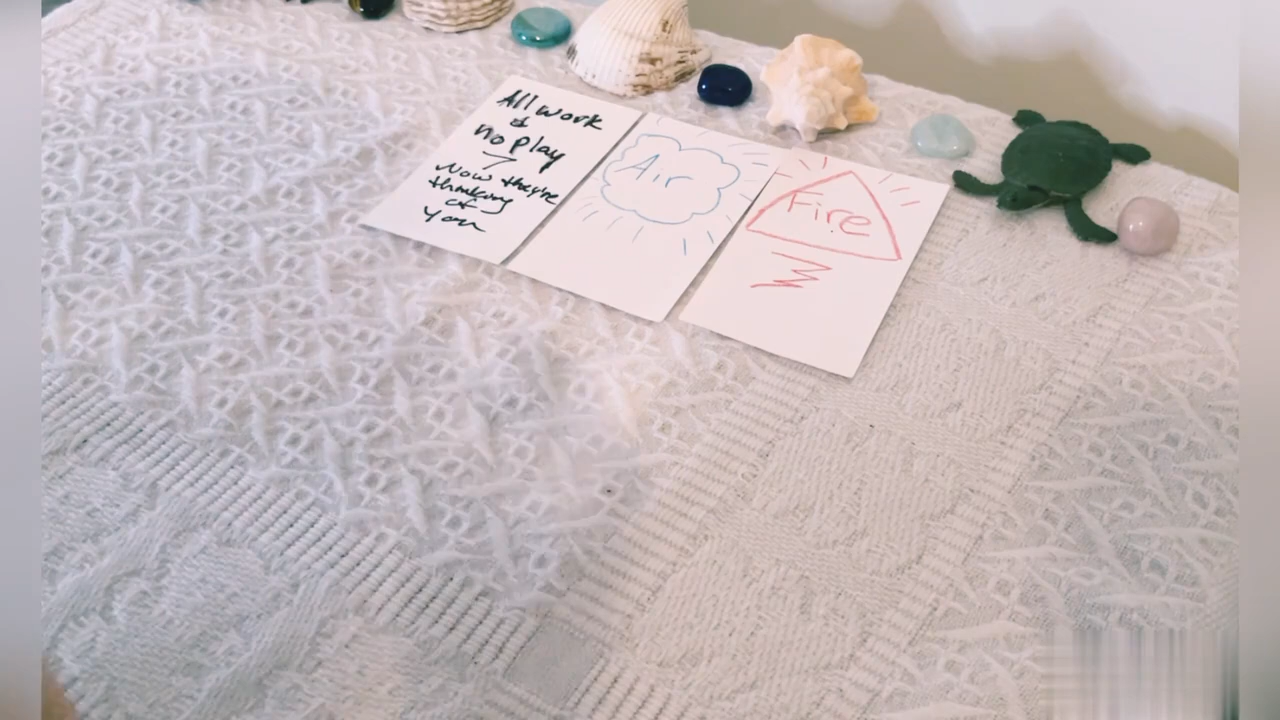 All work
&
no play
Now they're
thinking
of
you
Air
Fire